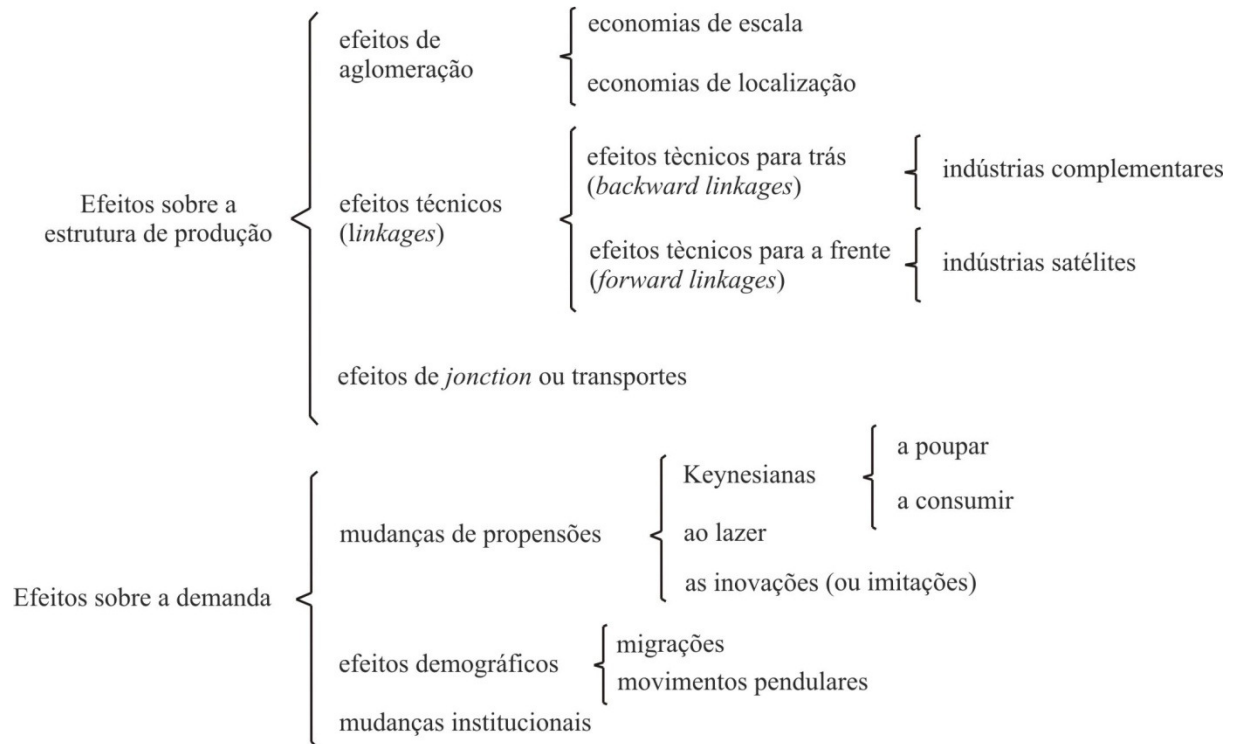 efeitos de
aglomeração
economias de escala
economias de localização
Efeitos sobre a
estrutura de produção
efeitos técnicos
(linkages)
efeitos tècnicos para trás
(backward linkages)
indústrias complementares
efeitos tècnicos para a frente
(forward linkages)
indústrias satélites
efeitos de jonction ou transportes
Efeitos sobre a demanda
mudanças de propensões
Keynesianas
a poupar
a consumir
ao lazer
as inovações (ou imitações)
efeitos demográficos
migrações
movimentos pendulares
mudanças institucionais